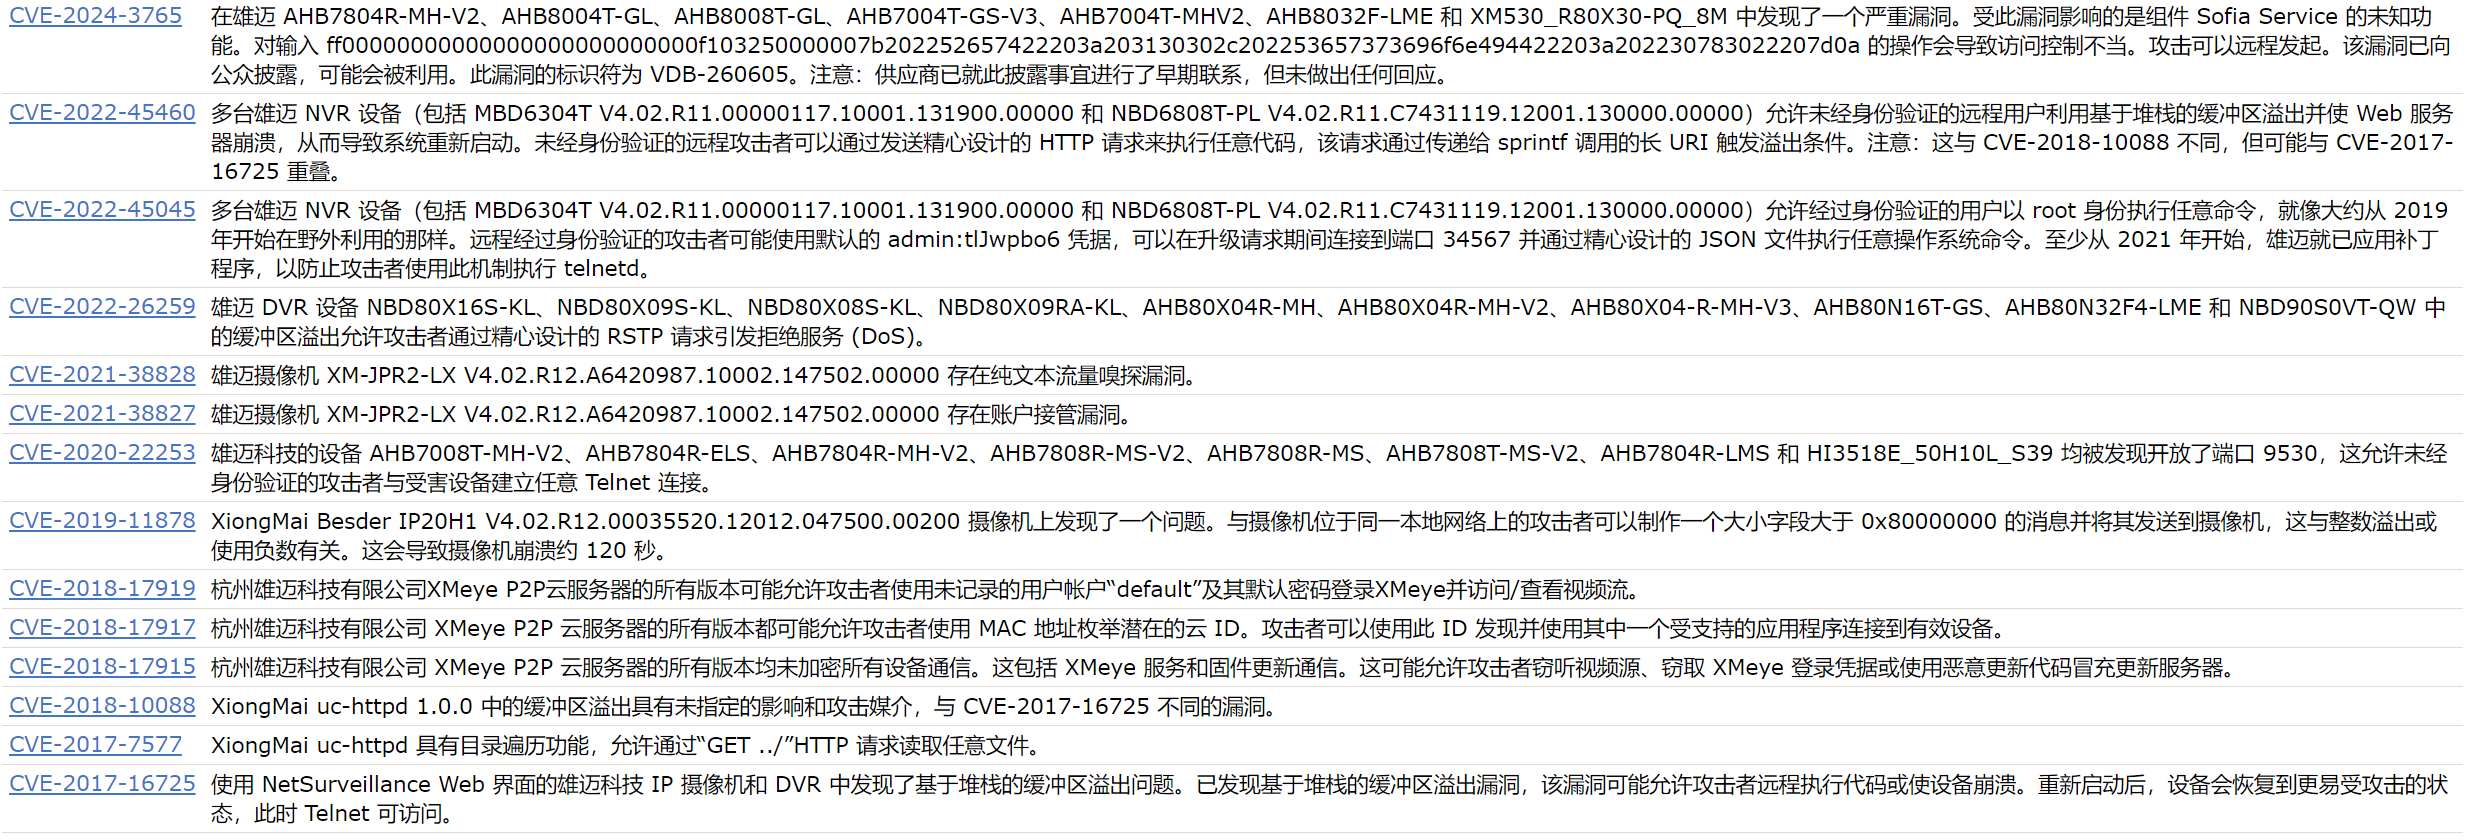 CVE-2024-3765 在雄迈 AHB7804R-MH-V2、AHB8004T-GL、AHB8008T-GL、AHB7004T-GS-V3、AHB7004T-MHV2、AHB8032F-LME 和 XM530_R80X30-PQ_8M 中发现了一个严重漏洞。受此漏洞影响的是组件 Sofia Service 的未知功
能。对输入 ff00000000000000000000000000f103250000007b202252657422203a203130302c202253657373696f6e494422203a202230783022207d0a 的操作会导致访问控制不当。攻击可以远程发起。该漏洞已向
公众披露，可能会被利用。此漏洞的标识符为 VDB-260605。注意：供应商已就此披露事宜进行了早期联系，但未做出任何回应。
CVE-2022-45460 多台雄迈 NVR 设备（包括 MBD6304T V4.02.R11.00000117.10001.131900.00000 和 NBD6808T-PL V4.02.R11.C7431119.12001.130000.00000）允许未经身份验证的远程用户利用基于堆栈的缓冲区溢出并使 Web 服务
器崩溃，从而导致系统重新启动。未经身份验证的远程攻击者可以通过发送精心设计的 HTTP 请求来执行任意代码，该请求通过传递给 sprintf 调用的长 URI 触发溢出条件。注意：这与 CVE-2018-10088 不同，但可能与 CVE-2017-
16725 重叠。
CVE-2022-45045 多台雄迈 NVR 设备（包括 MBD6304T V4.02.R11.00000117.10001.131900.00000 和 NBD6808T-PL V4.02.R11.C7431119.12001.130000.00000）允许经过身份验证的用户以 root 身份执行任意命令，就像大约从 2019
年开始在野外利用的那样。远程经过身份验证的攻击者可能使用默认的 admin:tlJwpbo6 凭据，可以在升级请求期间连接到端口 34567 并通过精心设计的 JSON 文件执行任意操作系统命令。至少从 2021 年开始，雄迈就已应用补丁
程序，以防止攻击者使用此机制执行 telnetd。
CVE-2022-26259 雄迈 DVR 设备 NBD80X16S-KL、NBD80X09S-KL、NBD80X08S-KL、NBD80X09RA-KL、AHB80X04R-MH、AHB80X04R-MH-V2、AHB80X04-R-MH-V3、AHB80N16T-GS、AHB80N32F4-LME 和 NBD90S0VT-QW 中
的缓冲区溢出允许攻击者通过精心设计的 RSTP 请求引发拒绝服务 (DoS)。
CVE-2021-38828 雄迈摄像机 XM-JPR2-LX V4.02.R12.A6420987.10002.147502.00000 存在纯文本流量嗅探漏洞。
CVE-2021-38827 雄迈摄像机 XM-JPR2-LX V4.02.R12.A6420987.10002.147502.00000 存在账户接管漏洞。
CVE-2020-22253 雄迈科技的设备 AHB7008T-MH-V2、AHB7804R-ELS、AHB7804R-MH-V2、AHB7808R-MS-V2、AHB7808R-MS、AHB7808T-MS-V2、AHB7804R-LMS 和 HI3518E_50H10L_S39 均被发现开放了端口 9530，这允许未经
身份验证的攻击者与受害设备建立任意 Telnet 连接。
CVE-2019-11878 XiongMai Besder IP20H1 V4.02.R12.00035520.12012.047500.00200 摄像机上发现了一个问题。与摄像机位于同一本地网络上的攻击者可以制作一个大小字段大于 0x80000000 的消息并将其发送到摄像机，这与整数溢出或
使用负数有关。这会导致摄像机崩溃约 120 秒。
CVE-2018-17919 杭州雄迈科技有限公司XMeye P2P云服务器的所有版本可能允许攻击者使用未记录的用户帐户“default”及其默认密码登录XMeye并访问/查看视频流。
CVE-2018-17917 杭州雄迈科技有限公司 XMeye P2P 云服务器的所有版本都可能允许攻击者使用 MAC 地址枚举潜在的云 ID。攻击者可以使用此 ID 发现并使用其中一个受支持的应用程序连接到有效设备。
CVE-2018-17915 杭州雄迈科技有限公司 XMeye P2P 云服务器的所有版本均未加密所有设备通信。这包括 XMeye 服务和固件更新通信。这可能允许攻击者窃听视频源、窃取 XMeye 登录凭据或使用恶意更新代码冒充更新服务器。
CVE-2018-10088 XiongMai uc-httpd 1.0.0 中的缓冲区溢出具有未指定的影响和攻击媒介，与 CVE-2017-16725 不同的漏洞。
CVE-2017-7577 XiongMai uc-httpd 具有目录遍历功能，允许通过“GET ../”HTTP 请求读取任意文件。
CVE-2017-16725 使用 NetSurveillance Web 界面的雄迈科技 IP 摄像机和 DVR 中发现了基于堆栈的缓冲区溢出问题。已发现基于堆栈的缓冲区溢出漏洞，该漏洞可能允许攻击者远程执行代码或使设备崩溃。重新启动后，设备会恢复到更易受攻击的状
态，此时 Telnet 可访问。